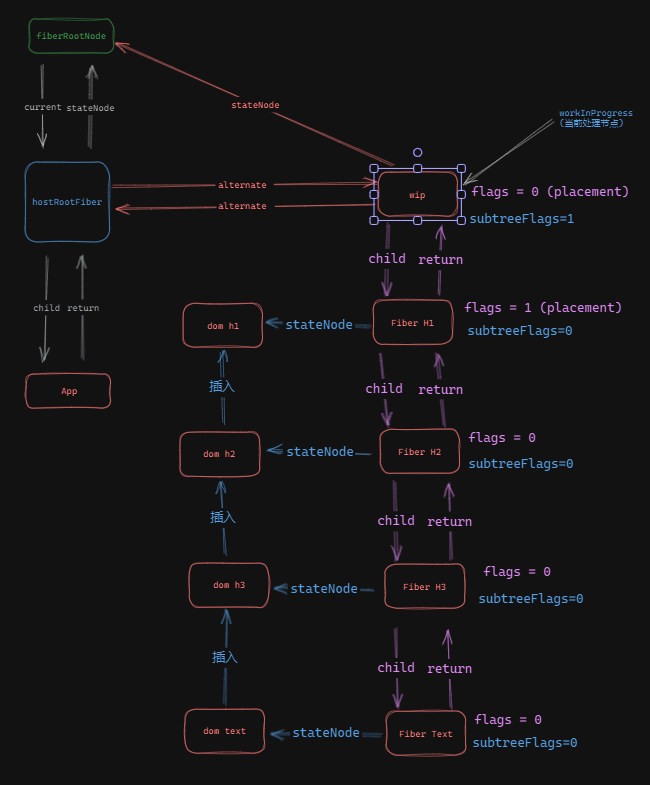 fiberRootNode
current
stateNode
stateNode
workInProgress
(当前处理节点)
hostRootFiber
alternate
alternate
wip
flags = 0 (placement)
subtreeFlags=1
child
return
child
return
dom h1
stateNode
Fiber H1
flags = 1 (placement)
subtreeFlags=0
App
插入
child
return
dom h2
stateNode
Fiber H2
flags = 0
subtreeFlags=0
插入
child
return
dom h3
stateNode
Fiber H3
flags = 0
subtreeFlags=0
插入
child
return
dom text
stateNode
Fiber Text
flags = 0
subtreeFlags=0